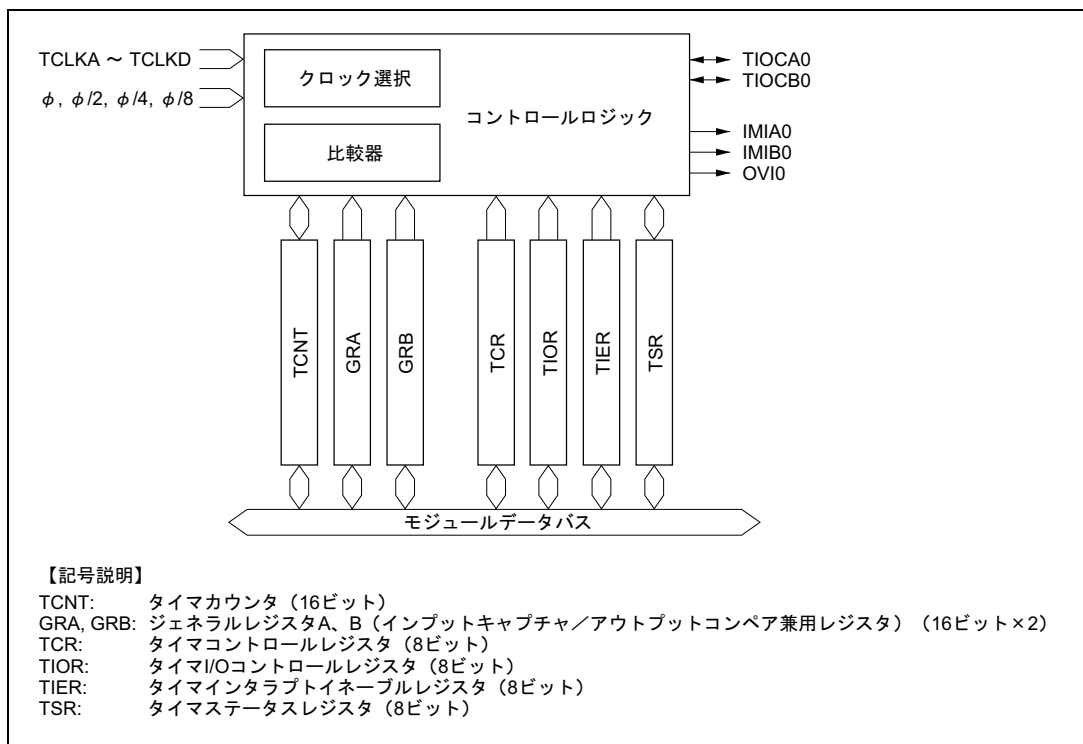 TCLKA ～ TCLKD
φ, φ/2, φ/4, φ/8
クロック選択
比較器
コントロールロジック
TIOCA0
TIOCB0
IMIA0
IMIB0
OVI0
TCNT
GRA
GRB
TCR
TIOR
TIER
TSR
モジュールデータバス
【記号説明】
TCNT: タイマカウンタ（16ビット）
GRA, GRB: ジェネラルレジスタA、B（インプットキャプチャ／アウトプットコンペア兼用レジスタ）（16ビット×2）
TCR: タイマコントロールレジスタ（8ビット）
TIOR: タイマI/Oコントロールレジスタ（8ビット）
TIER: タイマインタラプトイネーブルレジスタ（8ビット）
TSR: タイマステータスレジスタ（8ビット）